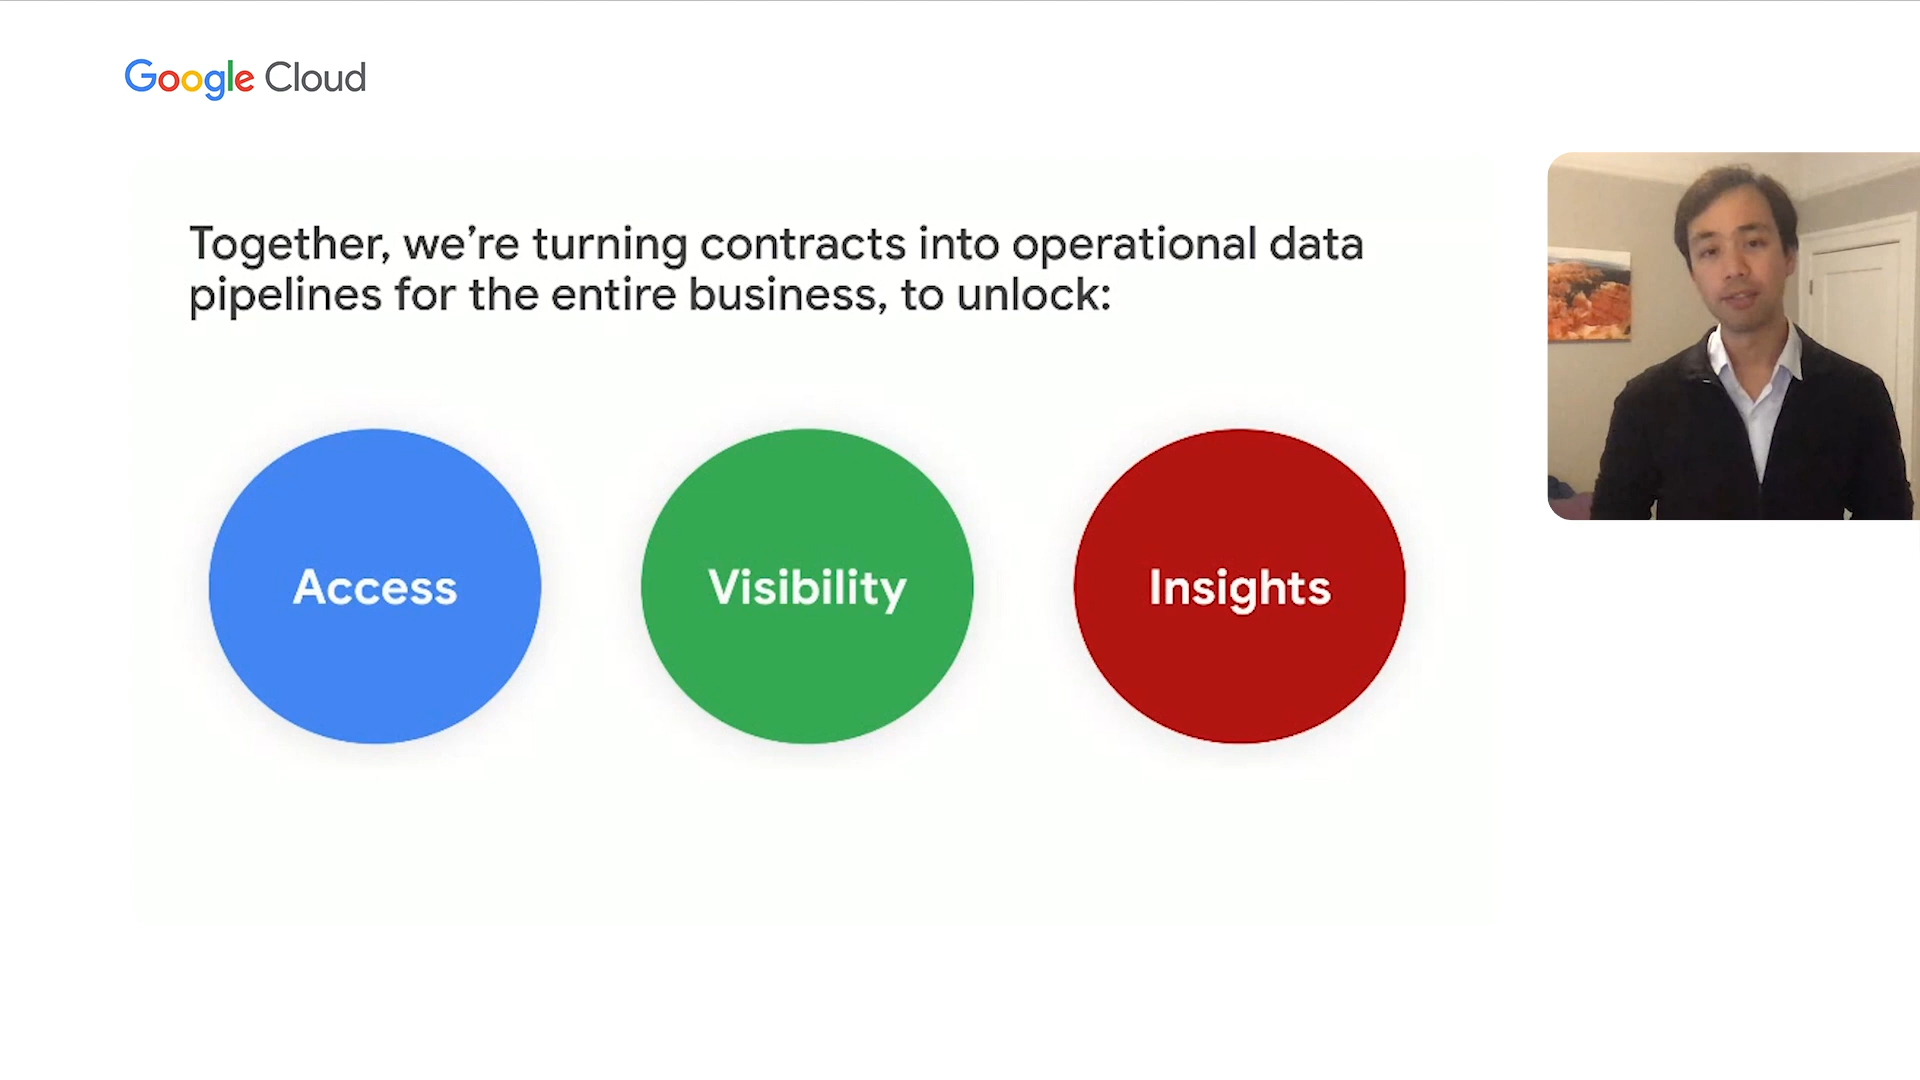 Google Cloud
Together, we’re turning contracts into operational data
pipelines for the entire business, to unlock:
Access
Visibility
Insights